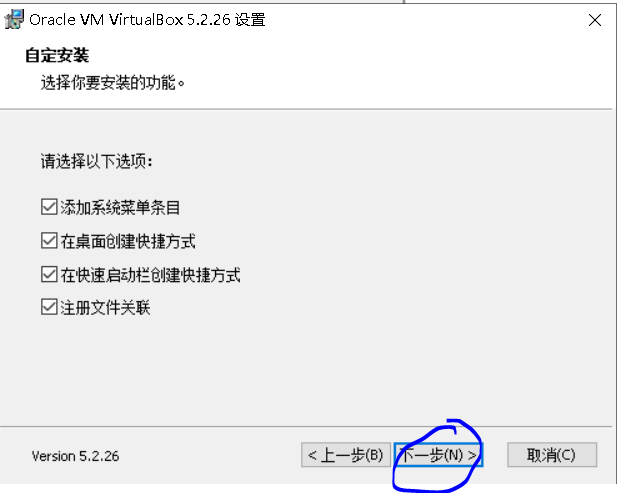 Oracle VM VirtualBox 5.2.26 设置
自定安装
选择你要安装的功能。
请选择以下选项：
添加系统菜单条目
在桌面创建快捷方式
在快速启动栏创建快捷方式
注册文件关联
Version 5.2.26
< 上一步(B)
下一步(N) >
取消(C)